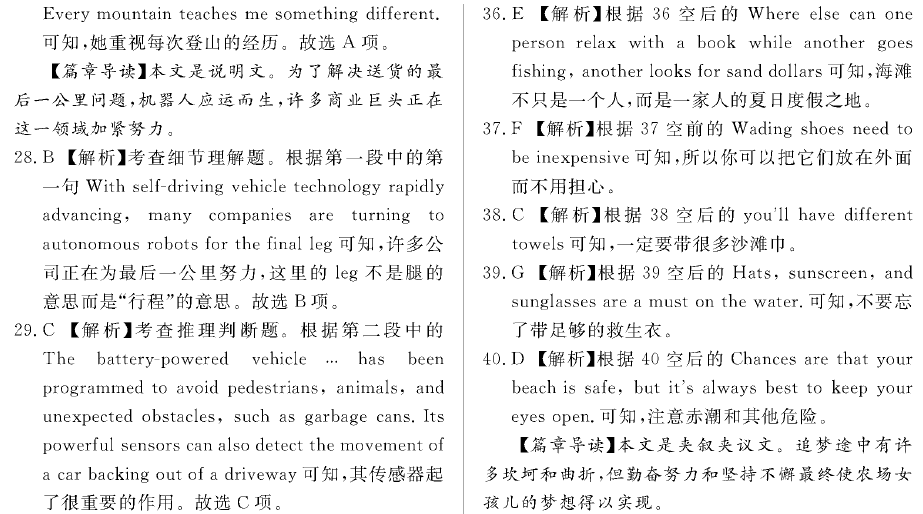 Every mountain teaches me something different.
可知,她重视每次登山的经历。故选 A 项。
【篇章导读】本文是说明文。为了解决送货的最
后一公里问题,机器人应运而生,许多商业巨头正在
这一领域加紧努力。
28. B 【解析】考查细节理解题。根据第一段中的第
一句 With self-driving vehicle technology rapidly
advancing, many companies are turning to
autonomous robots for the final leg 可知,许多公
司正在为最后一公里努力,这里的 leg 不是腿的
意思而是“行程”的意思。故选 B 项。
29. C 【解析】考查推理判断题。根据第二段中的
The battery-powered vehicle … has been
programmed to avoid pedestrians, animals, and
unexpected obstacles, such as garbage cans. Its
powerful sensors can also detect the movement of
a car backing out of a driveway 可知,其传感器起
了很重要的作用。故选 C 项。
36. E 【解析】根据 36 空后的 Where else can one
person relax with a book while another goes
fishing, another looks for sand dollars 可知,海滩
不只是一个人,而是一家人的夏日度假之地。
37. F 【解析】根据 37 空前的 Wading shoes need to
be inexpensive 可知,所以你可以把它们放在外面
而不用担心。
38. C 【解析】根据 38 空后的 you'll have different
towels 可知,一定要带很多沙滩巾。
39. G 【解析】根据 39 空后的 Hats, sunscreen, and
sunglasses are a must on the water. 可知,不要忘
了带足够的救生衣。
40. D 【解析】根据 40 空后的 Chances are that your
beach is safe, but it's always best to keep your
eyes open. 可知,注意赤潮和其他危险。
【篇章导读】本文是夹叙夹议文。追梦途中有许
多坎坷和曲折,但勤奋努力和坚持不懈最终使农场女
孩儿的梦想得以实现。